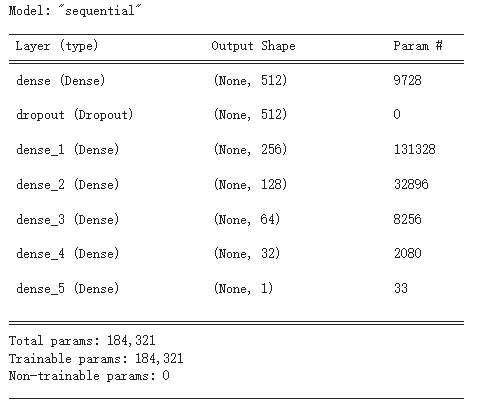 Model: "sequential"
Layer (type) Output Shape Param #
dense (Dense) (None, 512) 9728
dropout (Dropout) (None, 512) 0
dense_1 (Dense) (None, 256) 131328
dense_2 (Dense) (None, 128) 32896
dense_3 (Dense) (None, 64) 8256
dense_4 (Dense) (None, 32) 2080
dense_5 (Dense) (None, 1) 33
Total params: 184,321
Trainable params: 184,321
Non-trainable params: 0